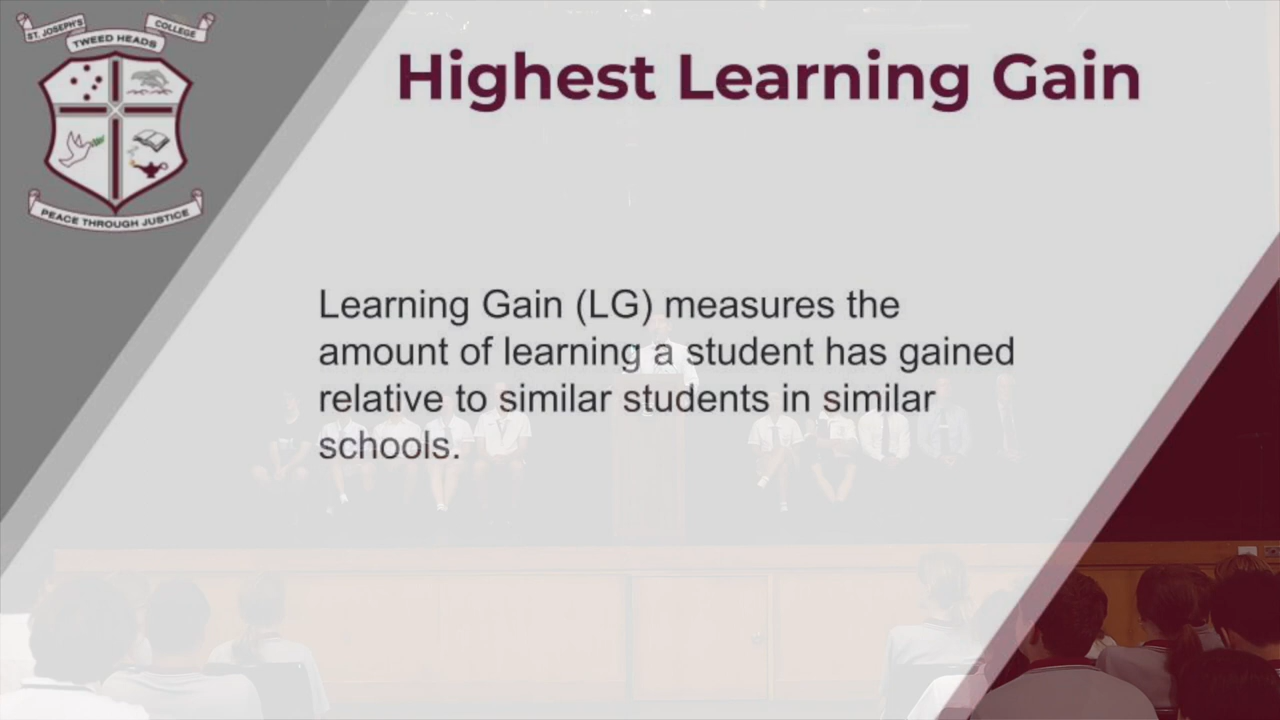 ST. JOSEPH'S
COLLEGE
TWEED HEADS
PEACE THROUGH JUSTICE
Highest Learning Gain
Learning Gain (LG) measures the
amount of learning a student has gained
relative to similar students in similar
schools.